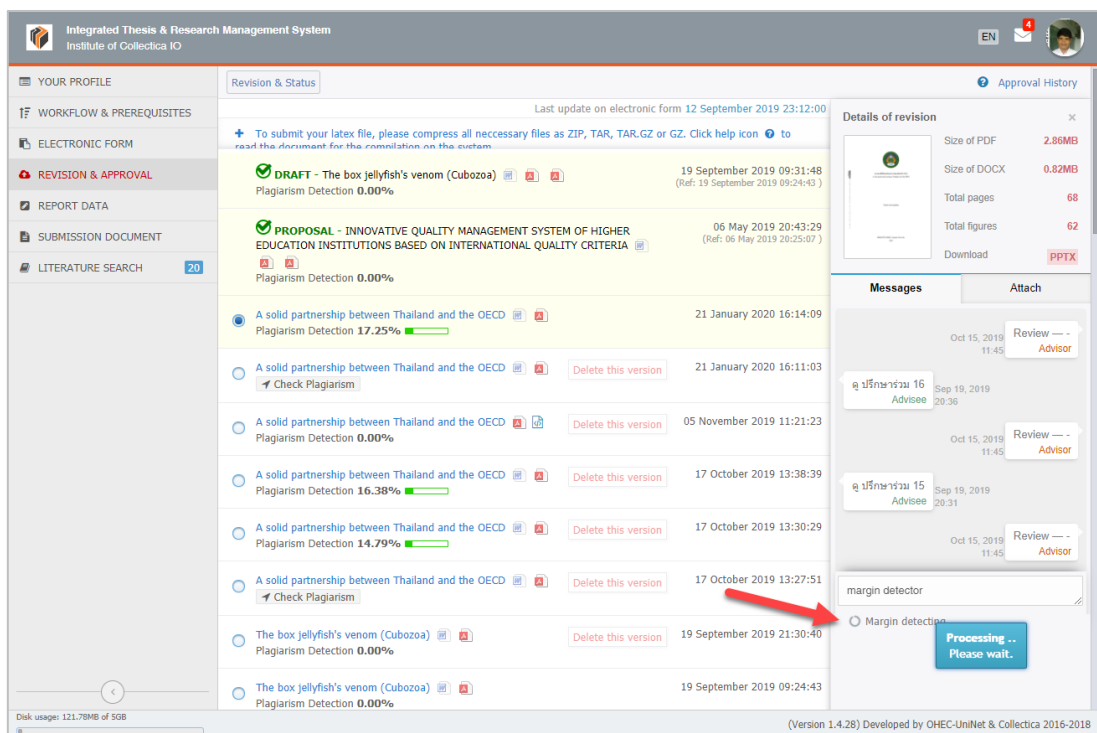 Integrated Thesis & Research Management System
Institute of Collectica IO
EN
4
YOUR PROFILE
WORKFLOW & PREREQUISITES
ELECTRONIC FORM
REVISION & APPROVAL
REPORT DATA
SUBMISSION DOCUMENT
LITERATURE SEARCH 20
Revision & Status
Approval History
Last update on electronic form 12 September 2019 23:12:00
To submit your latex file, please compress all neccessary files as ZIP, TAR, TAR.GZ or GZ. Click help icon to
read the document for the compilation on the system
DRAFT - The box jellyfish's venom (Cubozoa) 19 September 2019 09:31:48
(Ref: 19 September 2019 09:24:43 )
Plagiarism Detection 0.00%
PROPOSAL - INNOVATIVE QUALITY MANAGEMENT SYSTEM OF HIGHER 06 May 2019 20:43:29
EDUCATION INSTITUTIONS BASED ON INTERNATIONAL QUALITY CRITERIA (Ref: 06 May 2019 20:25:07 )
Plagiarism Detection 0.00%
A solid partnership between Thailand and the OECD 21 January 2020 16:14:09
Plagiarism Detection 17.25%
A solid partnership between Thailand and the OECD Delete this version 21 January 2020 16:11:03
Check Plagiarism
A solid partnership between Thailand and the OECD Delete this version 05 November 2019 11:21:23
Plagiarism Detection 0.00%
A solid partnership between Thailand and the OECD Delete this version 17 October 2019 13:38:39
Plagiarism Detection 16.38%
A solid partnership between Thailand and the OECD Delete this version 17 October 2019 13:30:29
Plagiarism Detection 14.79%
A solid partnership between Thailand and the OECD Delete this version 17 October 2019 13:27:51
Check Plagiarism
The box jellyfish's venom (Cubozoa) Delete this version 19 September 2019 21:30:40
Plagiarism Detection 0.00%
The box jellyfish's venom (Cubozoa) 19 September 2019 09:24:43
Plagiarism Detection 0.00%
Details of revision ×
Size of PDF 2.86MB
Size of DOCX 0.82MB
Total pages 68
Total figures 62
Download PPTX
Messages Attach
Oct 15, 2019 Review — -
11:45 Advisor
ดู ปรึกษาร่วม 16 Sep 19, 2019
Advisee 20:36
Oct 15, 2019 Review — -
11:45 Advisor
ดู ปรึกษาร่วม 15 Sep 19, 2019
Advisee 20:31
Oct 15, 2019 Review — -
11:45 Advisor
margin detector
Margin detecting
Processing ..
Please wait.
Disk usage: 121.78MB of 5GB
(Version 1.4.28) Developed by OHEC-UniNet & Collectica 2016-2018